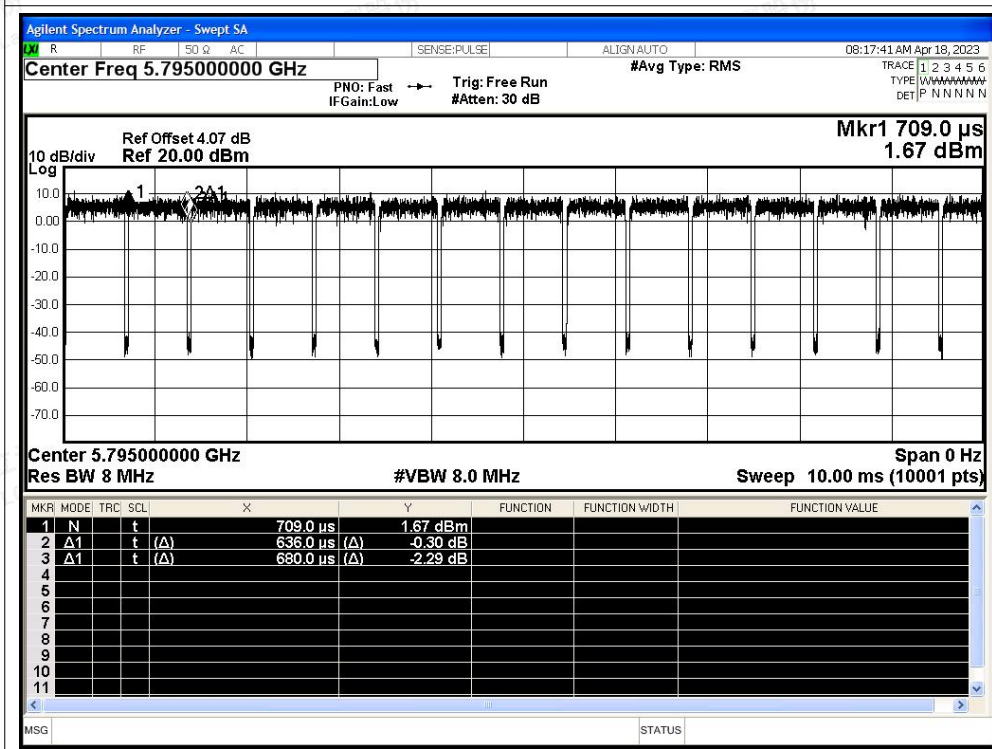 Agilent Spectrum Analyzer - Swept SA
LXI R RF 50 Ω AC SENSE:PULSE ALIGN AUTO 08:17:41 AM Apr 18, 2023
Center Freq 5.795000000 GHz #Avg Type: RMS TRACE 1 2 3 4 5 6
PNO: Fast Trig: Free Run TYPE WWWWWW
IFGain:Low #Atten: 30 dB DET P N N N N N
Mkr1 709.0 µs
Ref Offset 4.07 dB
10 dB/div Ref 20.00 dBm 1.67 dBm
Log
10.0 1 2Δ1
0.00
-10.0
-20.0
-30.0
-40.0
-50.0
-60.0
-70.0
Center 5.795000000 GHz Span 0 Hz
Res BW 8 MHz #VBW 8.0 MHz Sweep 10.00 ms (10001 pts)
MKR MODE TRC SCL X Y FUNCTION FUNCTION WIDTH FUNCTION VALUE
1 N t 709.0 µs 1.67 dBm
2 Δ1 t (Δ) 636.0 µs (Δ) -0.30 dB
3 Δ1 t (Δ) 680.0 µs (Δ) -2.29 dB
4
5
6
7
8
9
10
11
MSG STATUS